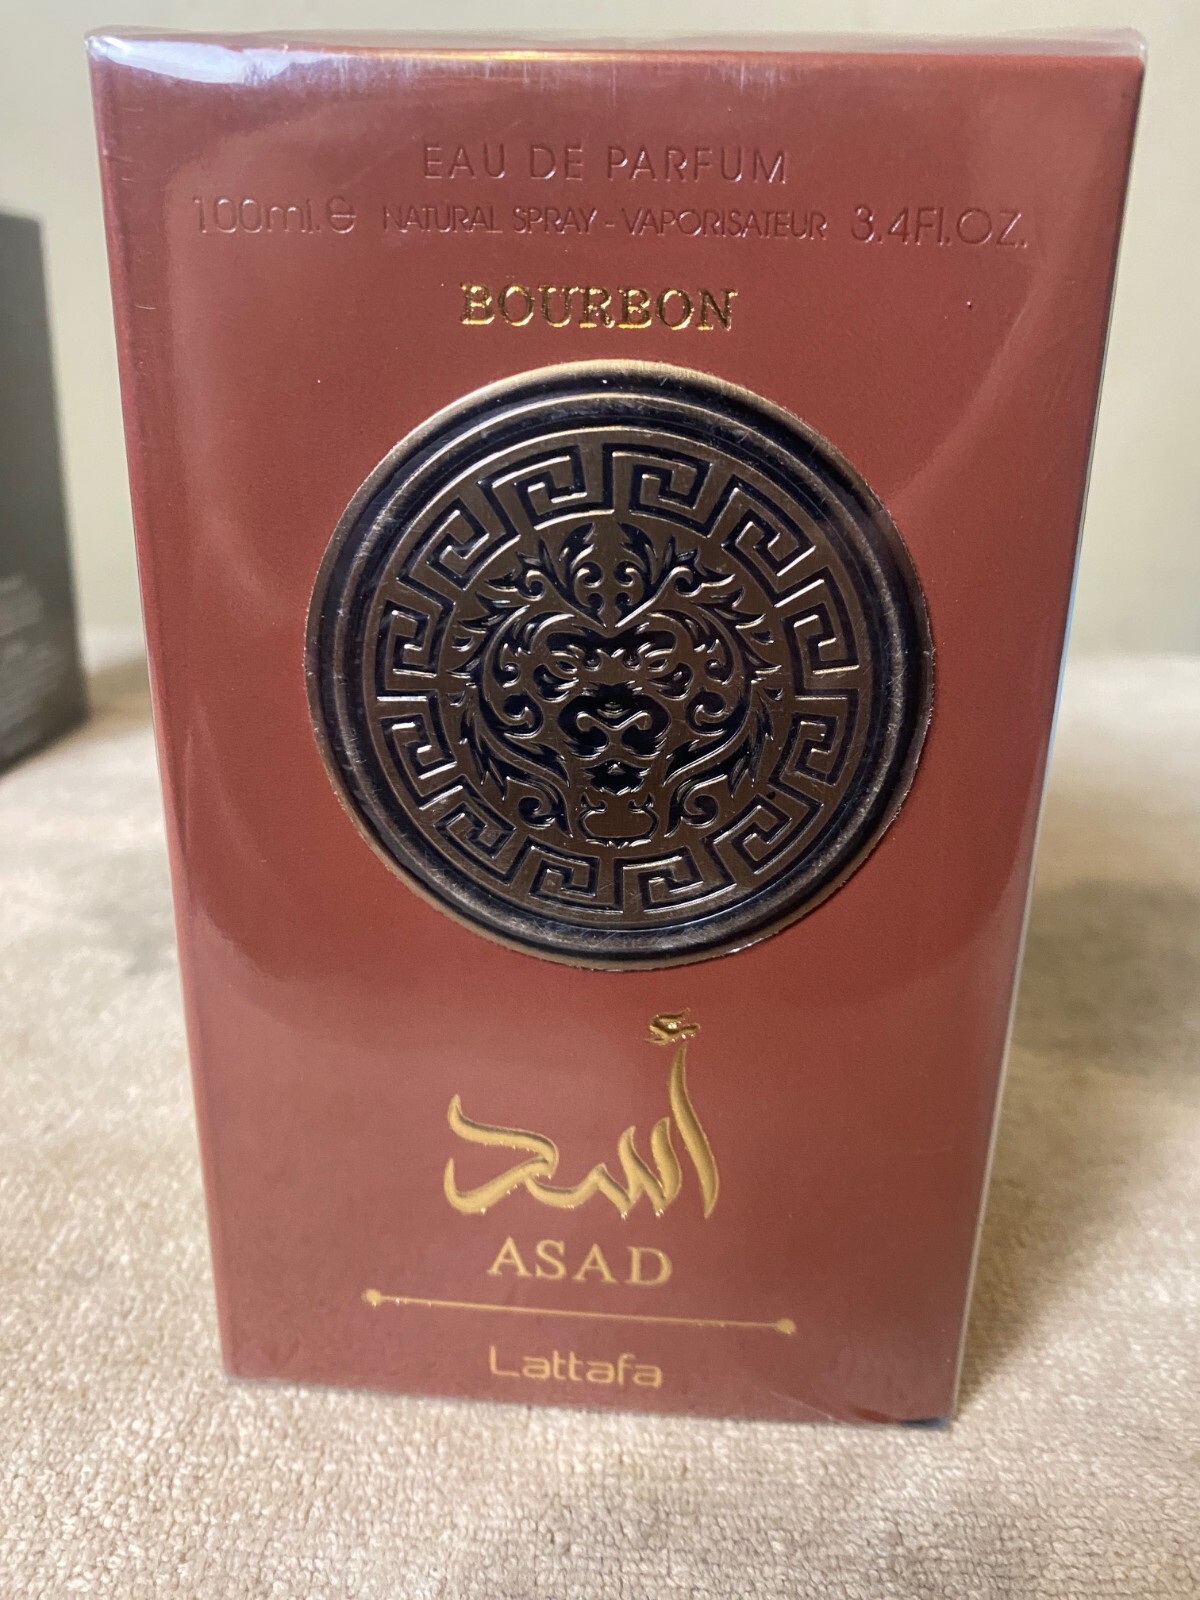 EAU DE PARFUM
100ml.℮ NATURAL SPRAY - VAPORISATEUR 3.4Fl.OZ.
BOURBON
أسد
ASAD
Lattafa